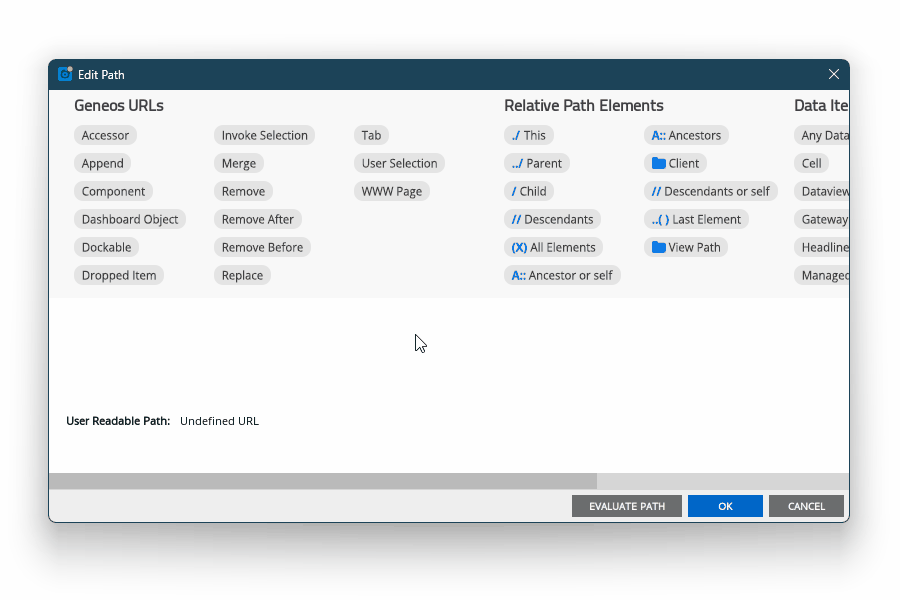 Edit Path
Geneos URLs Relative Path Elements Data Ite
Accessor Invoke Selection Tab ./ This A:: Ancestors Any Data
Append Merge User Selection ../ Parent Client Cell
Component Remove WWW Page / Child // Descendants or self Dataview
Dashboard Object Remove After // Descendants ..( ) Last Element Gateway
Dockable Remove Before (X) All Elements View Path Headline
Dropped Item Replace A:: Ancestor or self Managed
User Readable Path: Undefined URL
EVALUATE PATH OK CANCEL